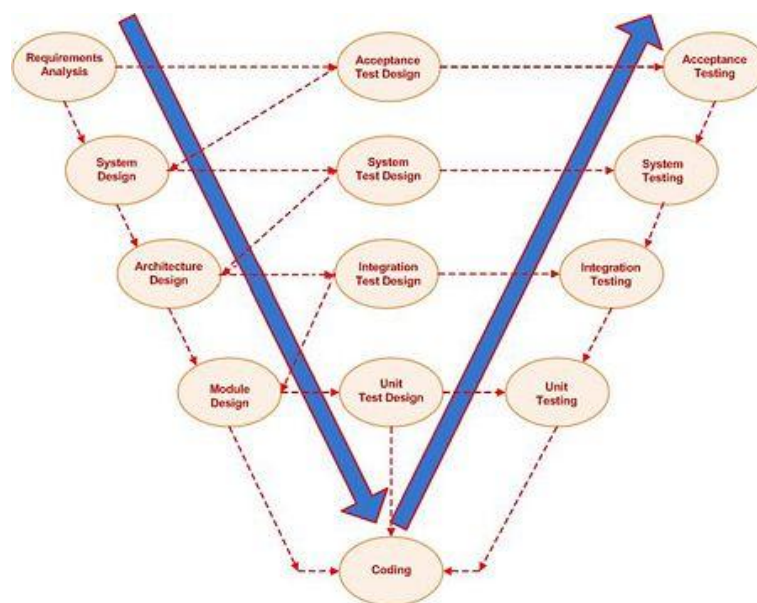 Requirements
Analysis
Acceptance
Test Design
Acceptance
Testing
System
Design
System
Test Design
System
Testing
Architecture
Design
Integration
Test Design
Integration
Testing
Module
Design
Unit
Test Design
Unit
Testing
Coding